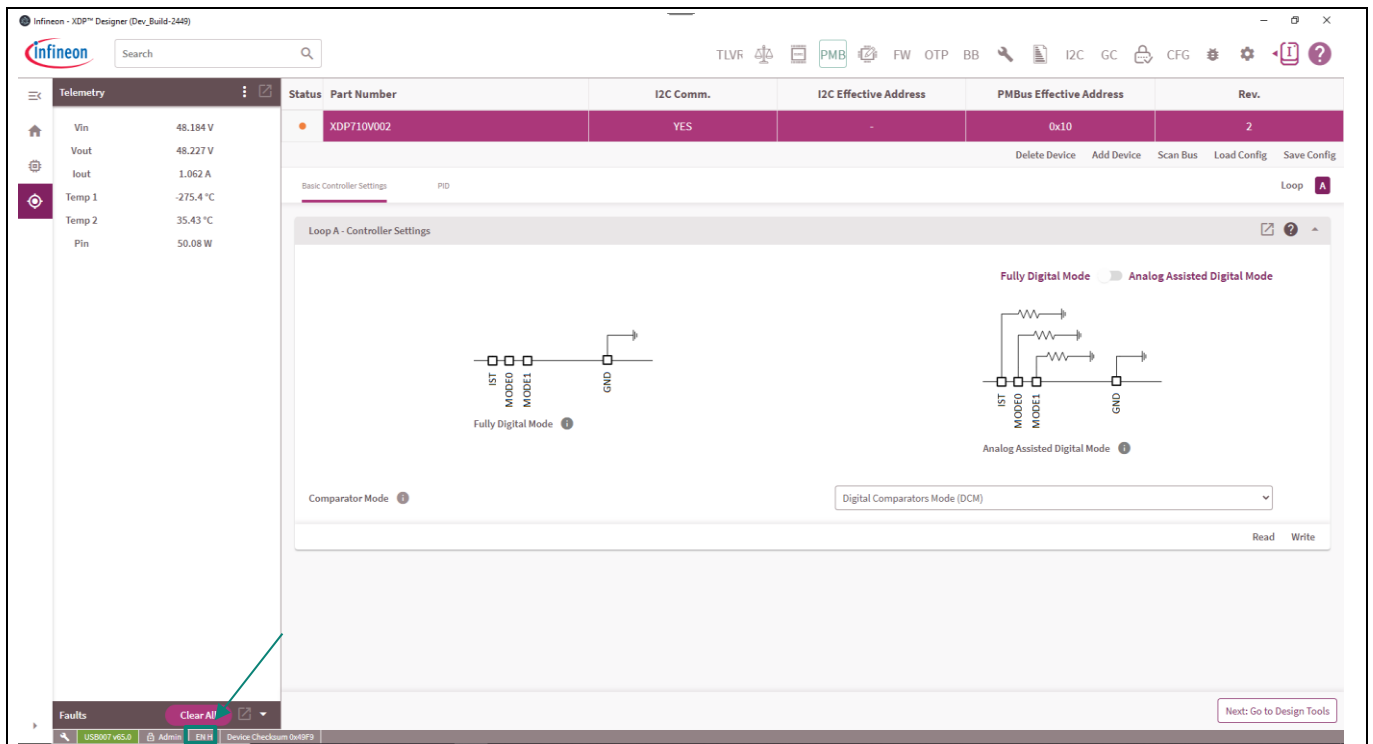 Infineon - XDP™ Designer (Dev_Build-2449)
infineon Search TLVR PMB FW OTP BB I2C GC CFG
Telemetry
Vin 48.184 V
Vout 48.227 V
Iout 1.062 A
Temp 1 -275.4 °C
Temp 2 35.43 °C
Pin 50.08 W
Status Part Number I2C Comm. I2C Effective Address PMBus Effective Address Rev.
XDP710V002 YES - 0x10 2
Delete Device Add Device Scan Bus Load Config Save Config
Basic Controller Settings PID Loop A
Loop A - Controller Settings
Fully Digital Mode Analog Assisted Digital Mode
IST MODE0 MODE1 GND
Fully Digital Mode
IST MODE0 MODE1 GND
Analog Assisted Digital Mode
Comparator Mode Digital Comparators Mode (DCM)
Read Write
Next: Go to Design Tools
Faults Clear All
USB007 v65.0 Admin EN H Device Checksum 0x49F9